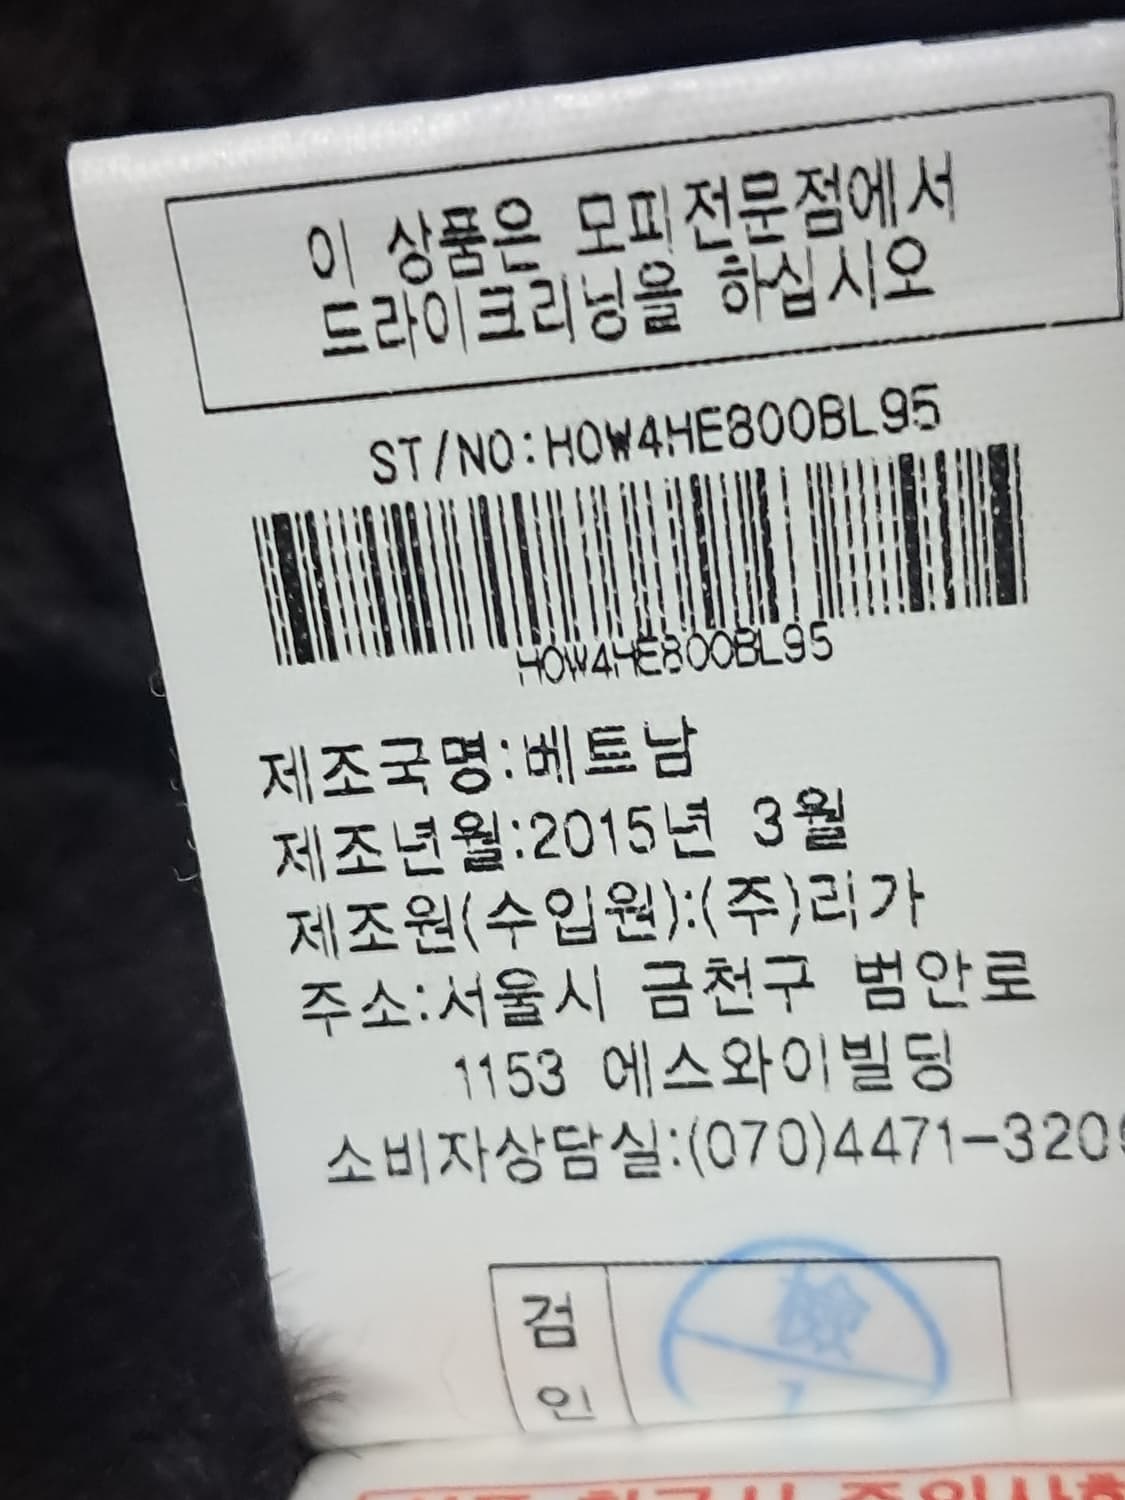 이 상품은 모피전문점에서
드라이크리닝을 하십시오
ST/NO:HOW4HE800BL95
HOW4HE800BL95
제조국명:베트남
제조년월:2015년 3월
제조원(수입원):(주)리가
주소:서울시 금천구 범안로
1153 에스와이빌딩
소비자상담실:(070)4471-320
검
인
檢